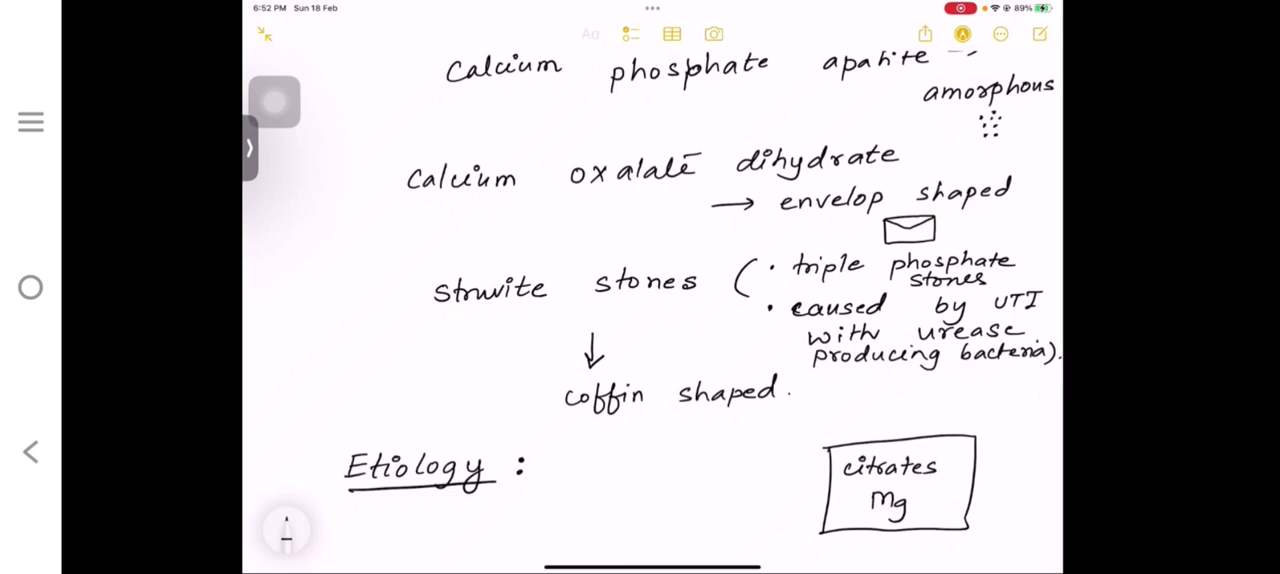 6:52 PM Sun 18 Feb
89%
Aa
Calcium phosphate apatite →
amorphous
Calcium oxalate dihydrate
→ envelop shaped
struvite stones ( • triple phosphate
stones
• caused by UTI
with urease
producing bacteria).
↓
coffin shaped.
Etiology :
citrates
Mg